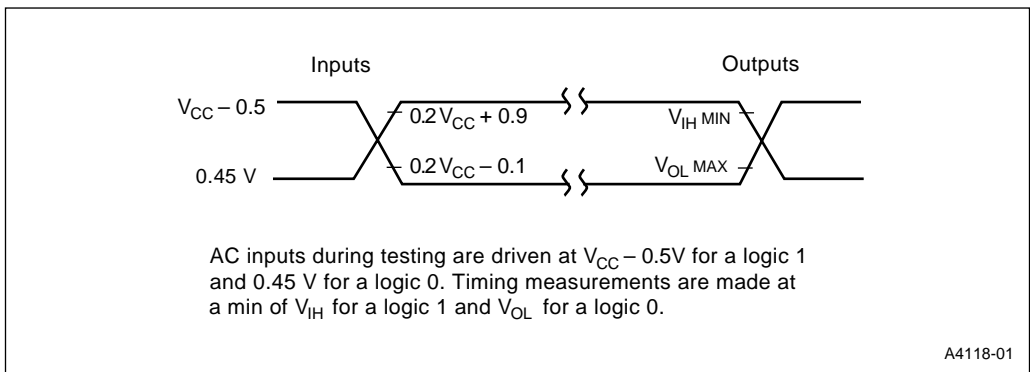 Inputs Outputs
V_CC – 0.5 0.2 V_CC + 0.9 V_IH MIN
0.45 V 0.2 V_CC – 0.1 V_OL MAX
AC inputs during testing are driven at V_CC – 0.5V for a logic 1
and 0.45 V for a logic 0. Timing measurements are made at
a min of V_IH for a logic 1 and V_OL for a logic 0.
A4118-01